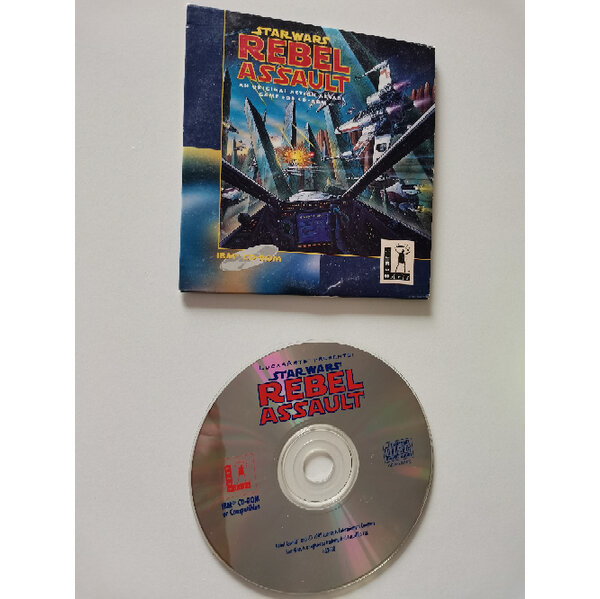 STAR WARS
REBEL
ASSAULT
AN ORIGINAL ACTION ARCADE
GAME FOR CD-ROM
IBM® CD-ROM
LUCASARTS PRESENTS:
STAR WARS
REBEL
ASSAULT
IBM® CD-ROM
or Compatibles